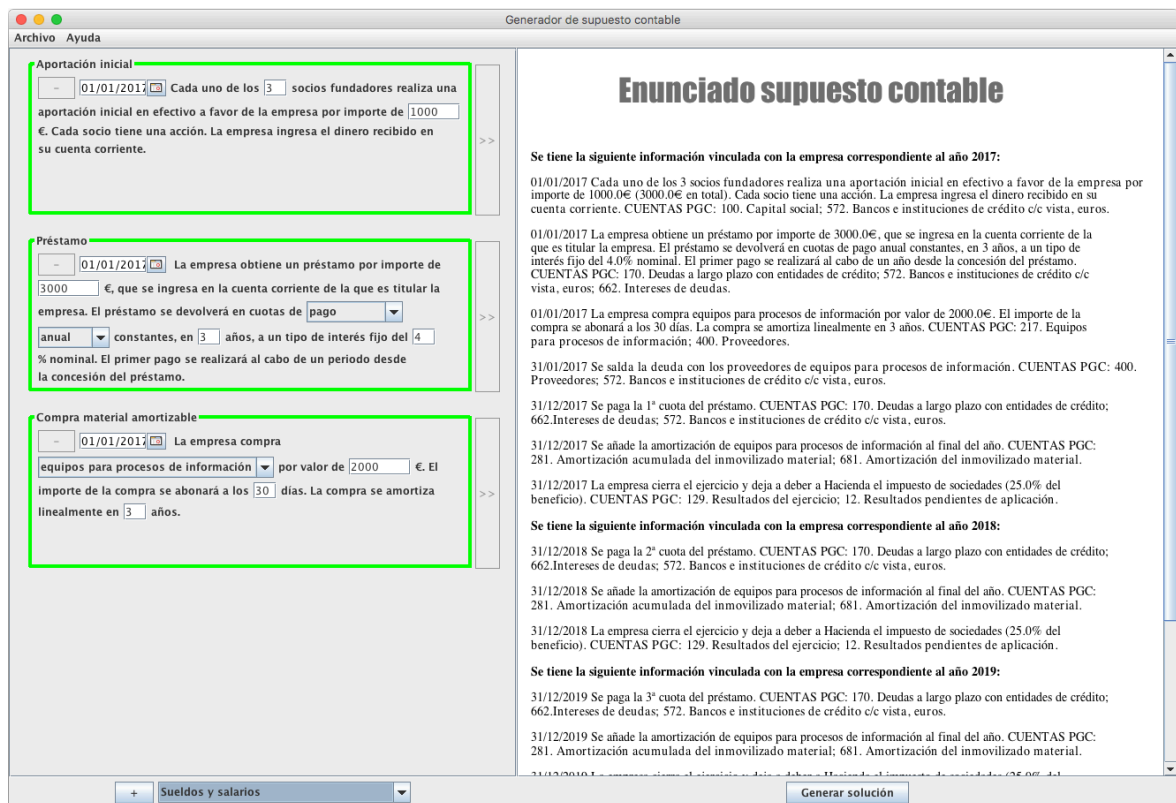 Generador de supuesto contable
Archivo Ayuda
Aportación inicial
- 01/01/2017 Cada uno de los 3 socios fundadores realiza una
aportación inicial en efectivo a favor de la empresa por importe de 1000
€. Cada socio tiene una acción. La empresa ingresa el dinero recibido en
su cuenta corriente.
>>
Préstamo
- 01/01/2017 La empresa obtiene un préstamo por importe de
3000 €, que se ingresa en la cuenta corriente de la que es titular la
empresa. El préstamo se devolverá en cuotas de pago
anual constantes, en 3 años, a un tipo de interés fijo del 4
% nominal. El primer pago se realizará al cabo de un periodo desde
la concesión del préstamo.
>>
Compra material amortizable
- 01/01/2017 La empresa compra
equipos para procesos de información por valor de 2000 €. El
importe de la compra se abonará a los 30 días. La compra se amortiza
linealmente en 3 años.
>>
+ Sueldos y salarios
Enunciado supuesto contable
Se tiene la siguiente información vinculada con la empresa correspondiente al año 2017:
01/01/2017 Cada uno de los 3 socios fundadores realiza una aportación inicial en efectivo a favor de la empresa por
importe de 1000.0€ (3000.0€ en total). Cada socio tiene una acción. La empresa ingresa el dinero recibido en su
cuenta corriente. CUENTAS PGC: 100. Capital social; 572. Bancos e instituciones de crédito c/c vista, euros.
01/01/2017 La empresa obtiene un préstamo por importe de 3000.0€, que se ingresa en la cuenta corriente de la
que es titular la empresa. El préstamo se devolverá en cuotas de pago anual constantes, en 3 años, a un tipo de
interés fijo del 4.0% nominal. El primer pago se realizará al cabo de un año desde la concesión del préstamo.
CUENTAS PGC: 170. Deudas a largo plazo con entidades de crédito; 572. Bancos e instituciones de crédito c/c
vista, euros; 662. Intereses de deudas.
01/01/2017 La empresa compra equipos para procesos de información por valor de 2000.0€. El importe de la
compra se abonará a los 30 días. La compra se amortiza linealmente en 3 años. CUENTAS PGC: 217. Equipos
para procesos de información; 400. Proveedores.
31/01/2017 Se salda la deuda con los proveedores de equipos para procesos de información. CUENTAS PGC: 400.
Proveedores; 572. Bancos e instituciones de crédito c/c vista, euros.
31/12/2017 Se paga la 1ª cuota del préstamo. CUENTAS PGC: 170. Deudas a largo plazo con entidades de crédito;
662.Intereses de deudas; 572. Bancos e instituciones de crédito c/c vista, euros.
31/12/2017 Se añade la amortización de equipos para procesos de información al final del año. CUENTAS PGC:
281. Amortización acumulada del inmovilizado material; 681. Amortización del inmovilizado material.
31/12/2017 La empresa cierra el ejercicio y deja a deber a Hacienda el impuesto de sociedades (25.0% del
beneficio). CUENTAS PGC: 129. Resultados del ejercicio; 12. Resultados pendientes de aplicación.
Se tiene la siguiente información vinculada con la empresa correspondiente al año 2018:
31/12/2018 Se paga la 2ª cuota del préstamo. CUENTAS PGC: 170. Deudas a largo plazo con entidades de crédito;
662.Intereses de deudas; 572. Bancos e instituciones de crédito c/c vista, euros.
31/12/2018 Se añade la amortización de equipos para procesos de información al final del año. CUENTAS PGC:
281. Amortización acumulada del inmovilizado material; 681. Amortización del inmovilizado material.
31/12/2018 La empresa cierra el ejercicio y deja a deber a Hacienda el impuesto de sociedades (25.0% del
beneficio). CUENTAS PGC: 129. Resultados del ejercicio; 12. Resultados pendientes de aplicación.
Se tiene la siguiente información vinculada con la empresa correspondiente al año 2019:
31/12/2019 Se paga la 3ª cuota del préstamo. CUENTAS PGC: 170. Deudas a largo plazo con entidades de crédito;
662.Intereses de deudas; 572. Bancos e instituciones de crédito c/c vista, euros.
31/12/2019 Se añade la amortización de equipos para procesos de información al final del año. CUENTAS PGC:
281. Amortización acumulada del inmovilizado material; 681. Amortización del inmovilizado material.
Generar solución